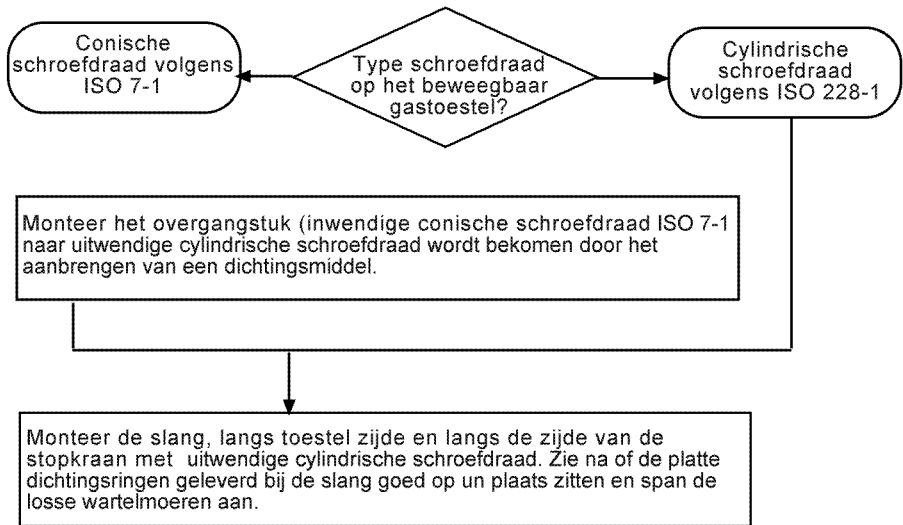 Conische
schroefdraad volgens
ISO 7-1
Type schroefdraad
op het beweegbaar
gastoestel?
Cylindrische
schroefdraad
volgens ISO 228-1
Monteer het overgangstuk (inwendige conische schroefdraad ISO 7-1
naar uitwendige cylindrische schroefdraad wordt bekomen door het
aanbrengen van een dichtingsmiddel.
Monteer de slang, langs toestel zijde en langs de zijde van de
stopkraan met uitwendige cylindrische schroefdraad. Zie na of de platte
dichtingsringen geleverd bij de slang goed op un plaats zitten en span de
losse wartelmoeren aan.